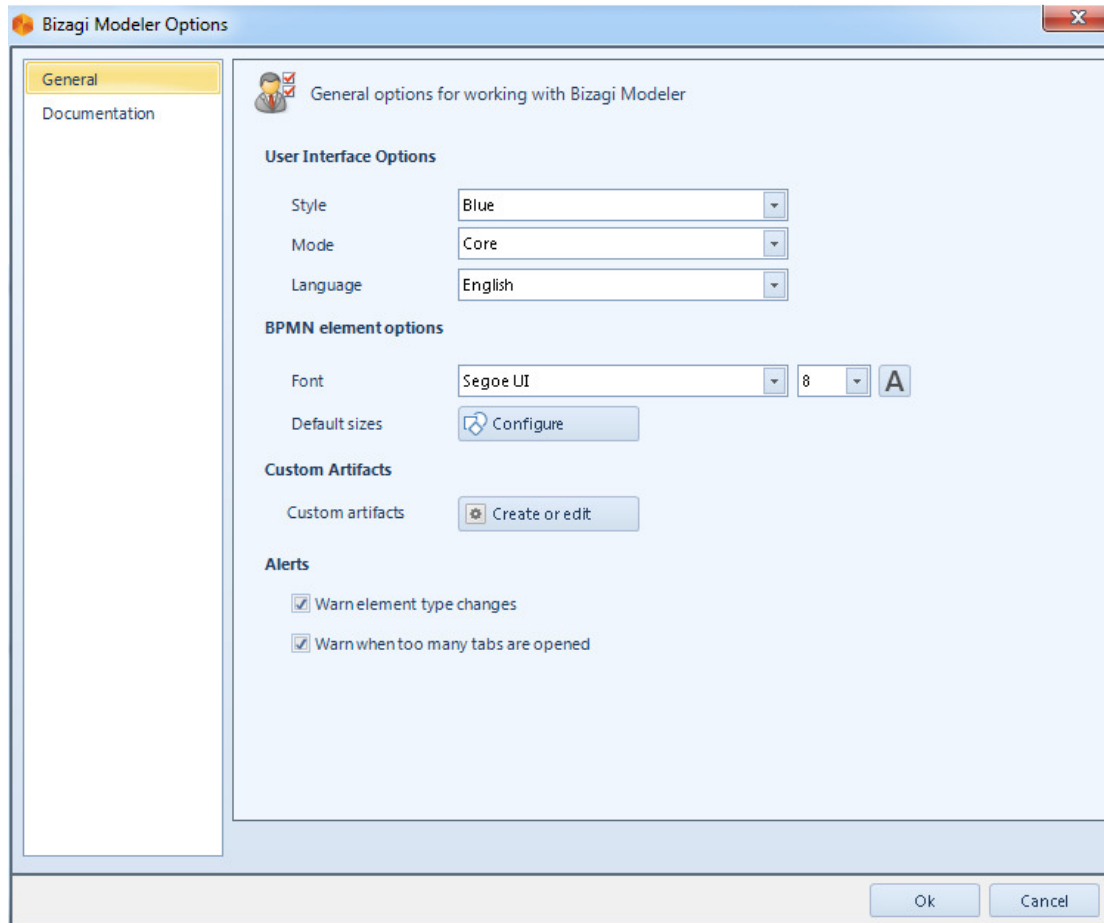 Bizagi Modeler Options
General
Documentation
General options for working with Bizagi Modeler
User Interface Options
Style Blue
Mode Core
Language English
BPMN element options
Font Segoe UI 8 A
Default sizes Configure
Custom Artifacts
Custom artifacts Create or edit
Alerts
Warn element type changes
Warn when too many tabs are opened
Ok Cancel